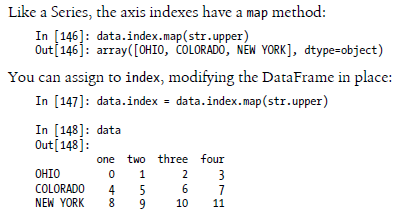 Like a Series, the axis indexes have a map method:
In [146]: data.index.map(str.upper)
Out[146]: array([OHIO, COLORADO, NEW YORK], dtype=object)
You can assign to index, modifying the DataFrame in place:
In [147]: data.index = data.index.map(str.upper)
In [148]: data
Out[148]:
one two three four
OHIO 0 1 2 3
COLORADO 4 5 6 7
NEW YORK 8 9 10 11